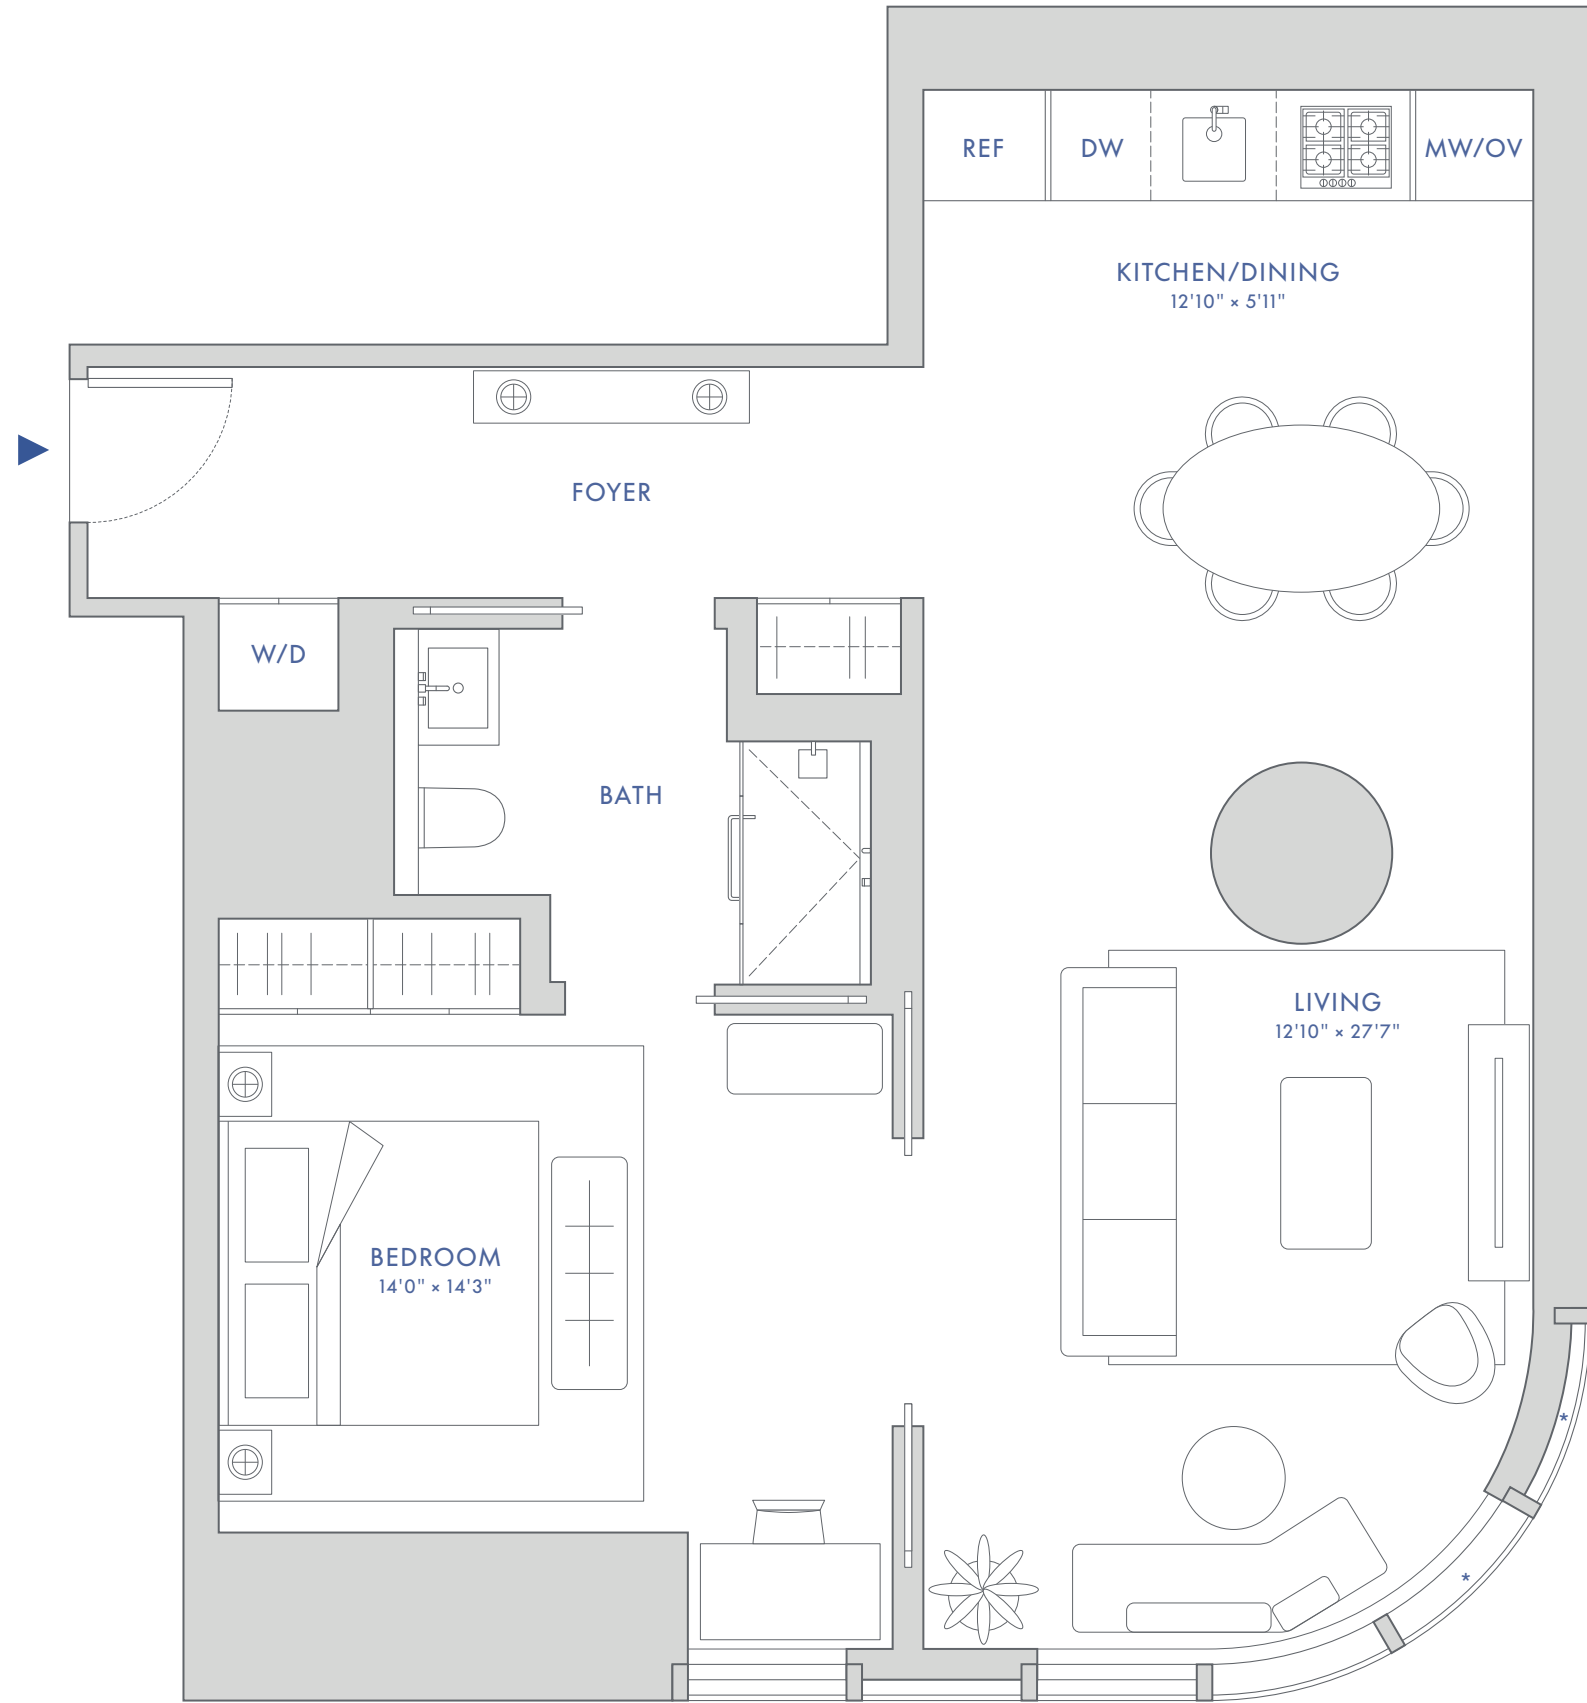 REF
DW
MW/OV
KITCHEN/DINING
12'10" × 5'11"
FOYER
W/D
BATH
LIVING
12'10" × 27'7"
BEDROOM
14'0" × 14'3"
*
*